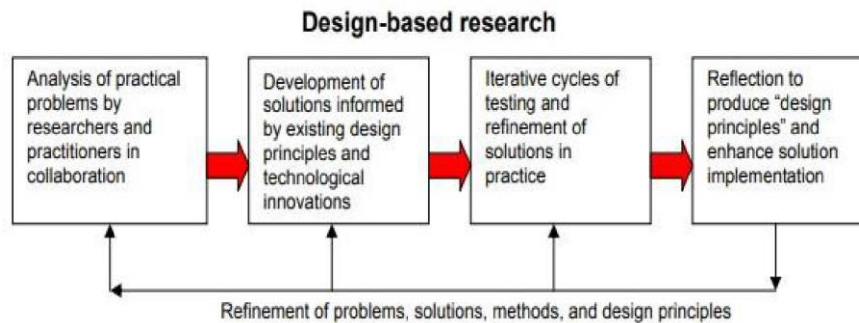 Design-based research
Analysis of practical
problems by
researchers and
practitioners in
collaboration
Development of
solutions informed
by existing design
principles and
technological
innovations
Iterative cycles of
testing and
refinement of
solutions in
practice
Reflection to
produce “design
principles” and
enhance solution
implementation
Refinement of problems, solutions, methods, and design principles